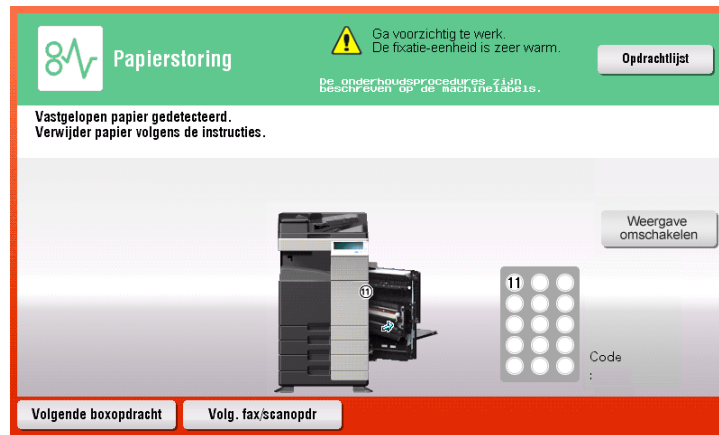 Papierstoring
Ga voorzichtig te werk.
De fixatie-eenheid is zeer warm.
De onderhoudsprocedures zijn
beschreven op de machinelabels.
Opdrachtlijst
Vastgelopen papier gedetecteerd.
Verwijder papier volgens de instructies.
Weergave
omschakelen
11
11
Code
:
Volgende boxopdracht
Volg. fax/scanopdr